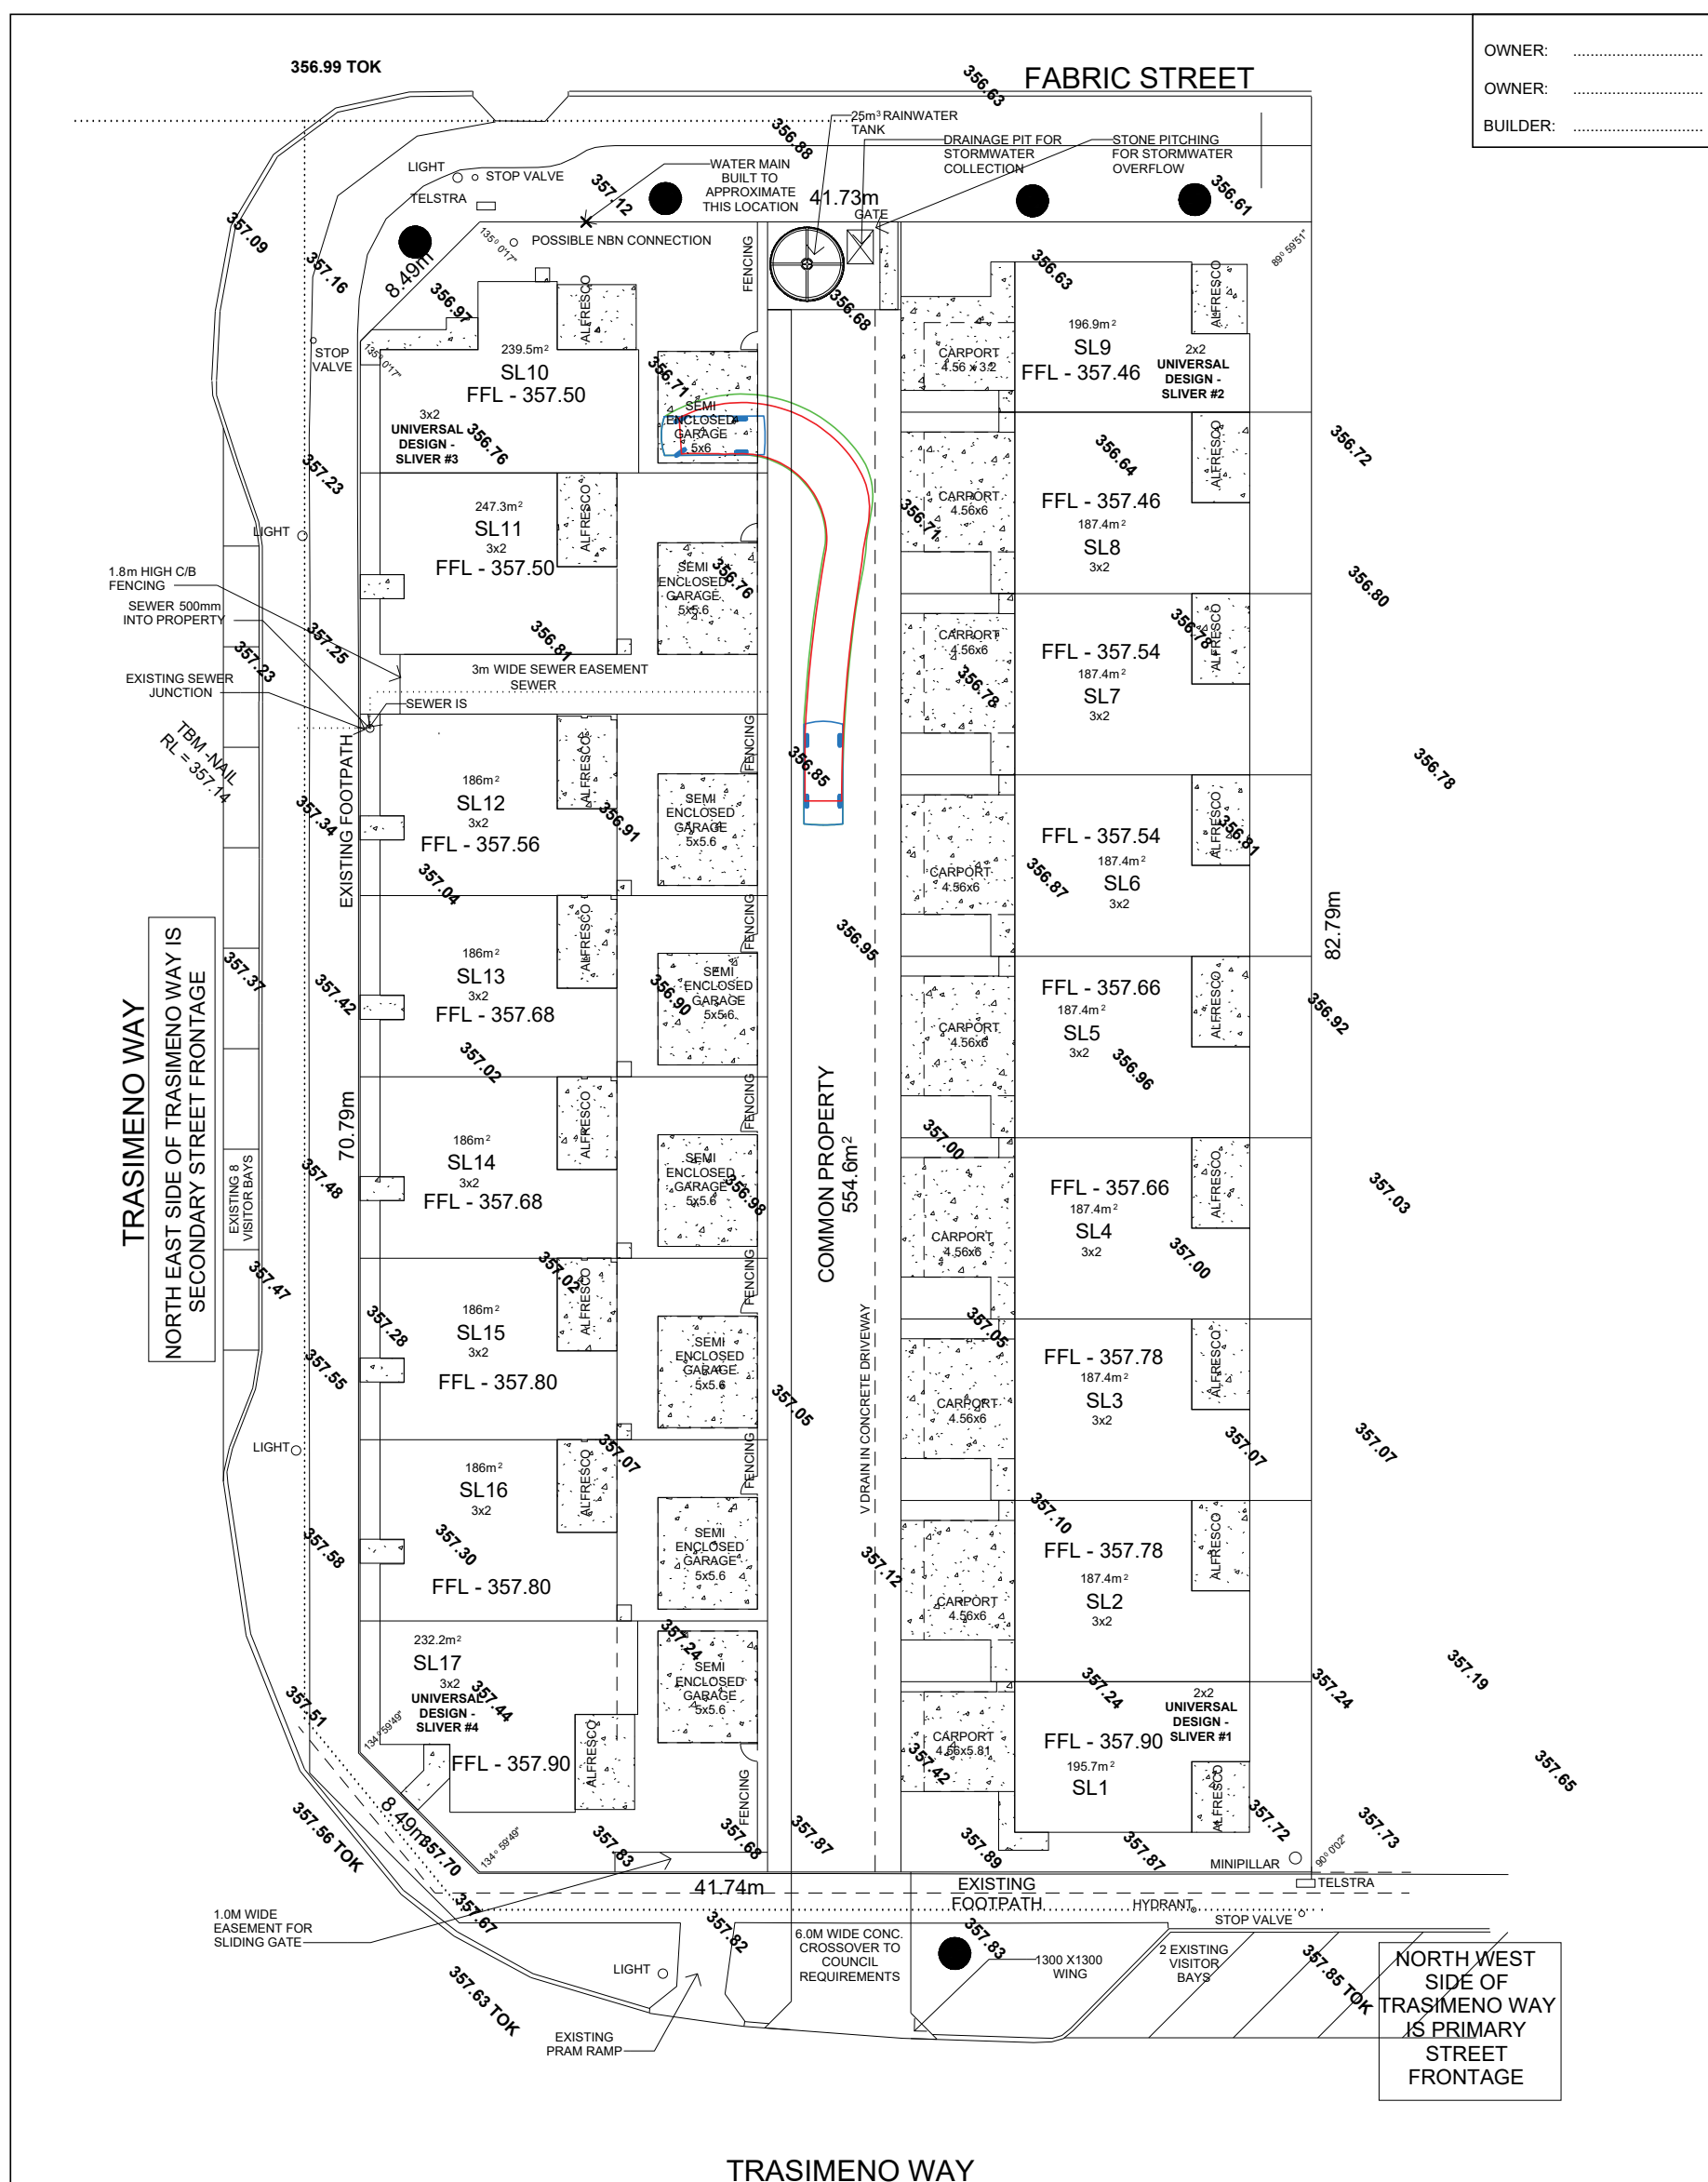 OWNER: ..............................
OWNER: ..............................
BUILDER: ..............................
356.99 TOK
FABRIC STREET
356.63
25m³ RAINWATER
TANK
356.88
DRAINAGE PIT FOR
STORMWATER
COLLECTION
STONE PITCHING
FOR STORMWATER
OVERFLOW
WATER MAIN
BUILT TO
APPROXIMATE
THIS LOCATION
LIGHT
STOP VALVE
TELSTRA
357.12
41.73m
GATE
356.61
357.09
135° 0'17"
POSSIBLE NBN CONNECTION
FENCING
89° 59'51"
357.16
8.49m
356.97
ALFRESCO
356.68
356.63
ALFRESCO
STOP
VALVE
135° 0'17"
239.5m²
SL10
FFL - 357.50
3x2
UNIVERSAL
DESIGN -
SLIVER #3
356.76
356.71
SEMI
ENCLOSED
GARAGE
5x6
CARPORT
4.56 x 3.2
196.9m²
SL9
FFL - 357.46
2x2
UNIVERSAL
DESIGN -
SLIVER #2
357.23
LIGHT
247.3m²
SL11
3x2
FFL - 357.50
ALFRESCO
SEMI
ENCLOSED
GARAGE
5x5.6
356.76
356.71
CARPORT
4.56x6
356.64
FFL - 357.46
187.4m²
SL8
3x2
ALFRESCO
356.72
1.8m HIGH C/B
FENCING
SEWER 500mm
INTO PROPERTY
357.25
357.23
356.81
3m WIDE SEWER EASEMENT
SEWER
EXISTING SEWER
JUNCTION
SEWER IS
CARPORT
4.56x6
356.78
356.78
FFL - 357.54
187.4m²
SL7
3x2
ALFRESCO
356.80
TBM -NAIL
RL = 357.14
357.34
EXISTING FOOTPATH
186m²
SL12
3x2
FFL - 357.56
357.04
ALFRESCO
356.91
SEMI
ENCLOSED
GARAGE
5x5.6
FENCING
356.85
CARPORT
4.56x6
356.87
FFL - 357.54
187.4m²
SL6
3x2
ALFRESCO
356.81
356.78
82.79m
TRASIMENO WAY
NORTH EAST SIDE OF TRASIMENO WAY IS
SECONDARY STREET FRONTAGE
357.37
357.42
186m²
SL13
3x2
FFL - 357.68
357.02
ALFRESCO
356.90
SEMI
ENCLOSED
GARAGE
5x5.6
FENCING
356.95
CARPORT
4.56x6
FFL - 357.66
187.4m²
SL5
3x2
356.96
ALFRESCO
356.92
70.79m
EXISTING 8
VISITOR BAYS
357.48
186m²
SL14
3x2
FFL - 357.68
ALFRESCO
SEMI
ENCLOSED
GARAGE
5x5.6
356.98
FENCING
COMMON PROPERTY
554.6m²
357.00
CARPORT
4.56x6
FFL - 357.66
187.4m²
SL4
3x2
357.00
ALFRESCO
357.03
357.47
357.55
357.28
186m²
SL15
3x2
FFL - 357.80
357.02
ALFRESCO
SEMI
ENCLOSED
GARAGE
5x5.6
FENCING
357.05
V DRAIN IN CONCRETE DRIVEWAY
357.05
CARPORT
4.56x6
FFL - 357.78
187.4m²
SL3
3x2
ALFRESCO
357.07
357.07
LIGHT
357.58
186m²
SL16
3x2
357.30
FFL - 357.80
ALFRESCO
357.07
SEMI
ENCLOSED
GARAGE
5x5.6
FENCING
357.12
357.10
CARPORT
4.56x6
FFL - 357.78
187.4m²
SL2
3x2
ALFRESCO
357.51
232.2m²
SL17
3x2
UNIVERSAL
DESIGN -
SLIVER #4
357.44
FFL - 357.90
134° 59'49"
ALFRESCO
357.24
SEMI
ENCLOSED
GARAGE
5x5.6
FENCING
CARPORT
4.56x5.81
357.42
357.24
2x2
UNIVERSAL
DESIGN -
SLIVER #1
FFL - 357.90
195.7m²
SL1
ALFRESCO
357.24
357.19
357.65
357.56 TOK
8.49m
357.70
134° 59'49"
357.83
357.68
357.87
357.89
357.87
357.72
357.73
90° 0'02"
MINIPILLAR
TELSTRA
41.74m
EXISTING
FOOTPATH
HYDRANT
STOP VALVE
1.0M WIDE
EASEMENT FOR
SLIDING GATE
357.67
357.82
6.0M WIDE CONC.
CROSSOVER TO
COUNCIL
REQUIREMENTS
357.83
1300 X1300
WING
2 EXISTING
VISITOR
BAYS
357.85 TOK
LIGHT
357.63 TOK
EXISTING
PRAM RAMP
NORTH WEST
SIDE OF
TRASIMENO WAY
IS PRIMARY
STREET
FRONTAGE
TRASIMENO WAY